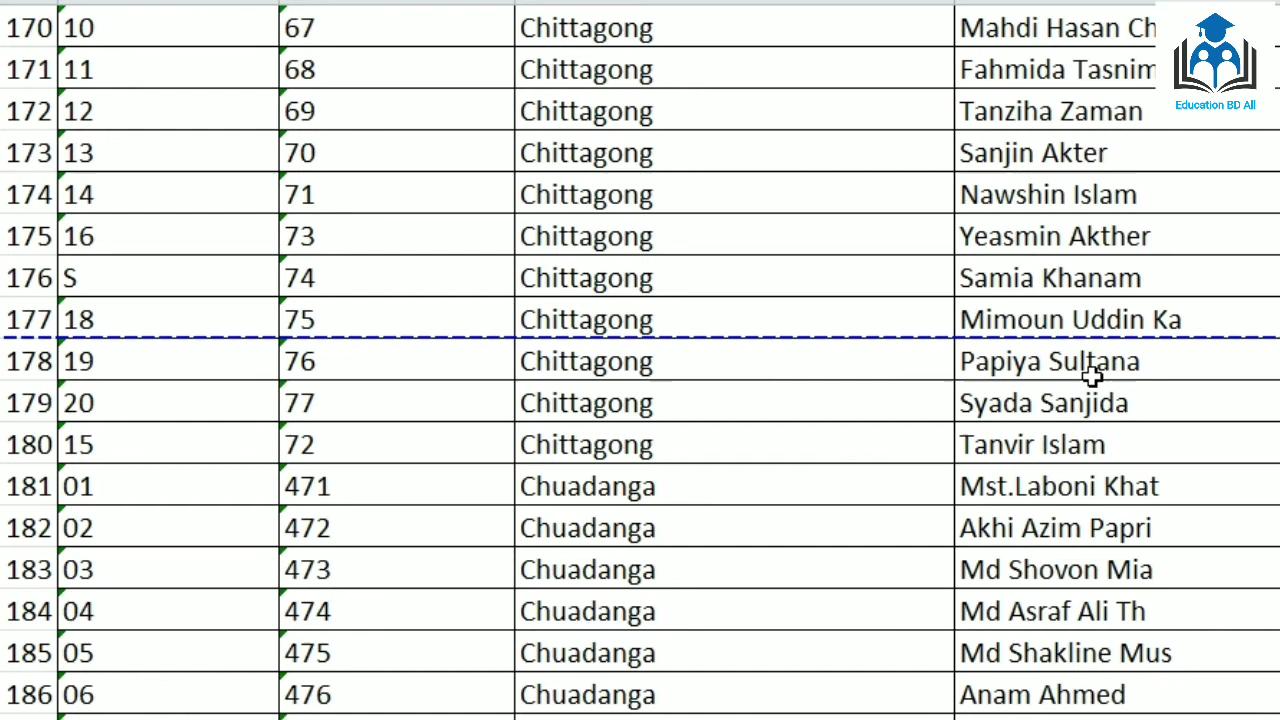 170 10 67 Chittagong Mahdi Hasan Ch
171 11 68 Chittagong Fahmida Tasnim
172 12 69 Chittagong Tanziha Zaman
173 13 70 Chittagong Sanjin Akter
174 14 71 Chittagong Nawshin Islam
175 16 73 Chittagong Yeasmin Akther
176 S 74 Chittagong Samia Khanam
177 18 75 Chittagong Mimoun Uddin Ka
178 19 76 Chittagong Papiya Sultana
179 20 77 Chittagong Syada Sanjida
180 15 72 Chittagong Tanvir Islam
181 01 471 Chuadanga Mst.Laboni Khat
182 02 472 Chuadanga Akhi Azim Papri
183 03 473 Chuadanga Md Shovon Mia
184 04 474 Chuadanga Md Asraf Ali Th
185 05 475 Chuadanga Md Shakline Mus
186 06 476 Chuadanga Anam Ahmed
Education BD All